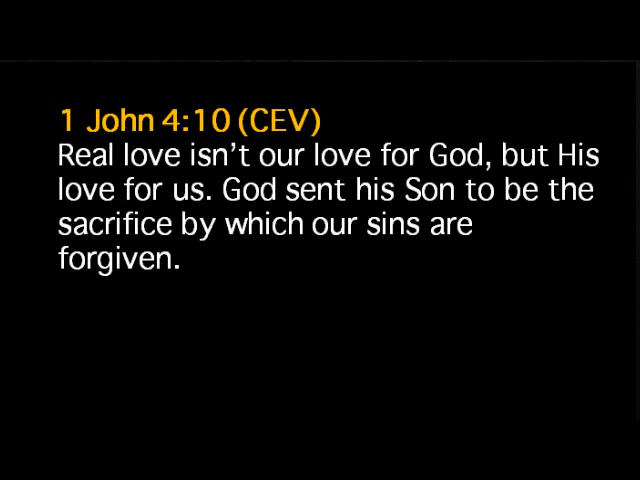 1 John 4:10 (CEV)
Real love isn’t our love for God, but His
love for us. God sent his Son to be the
sacrifice by which our sins are
forgiven.